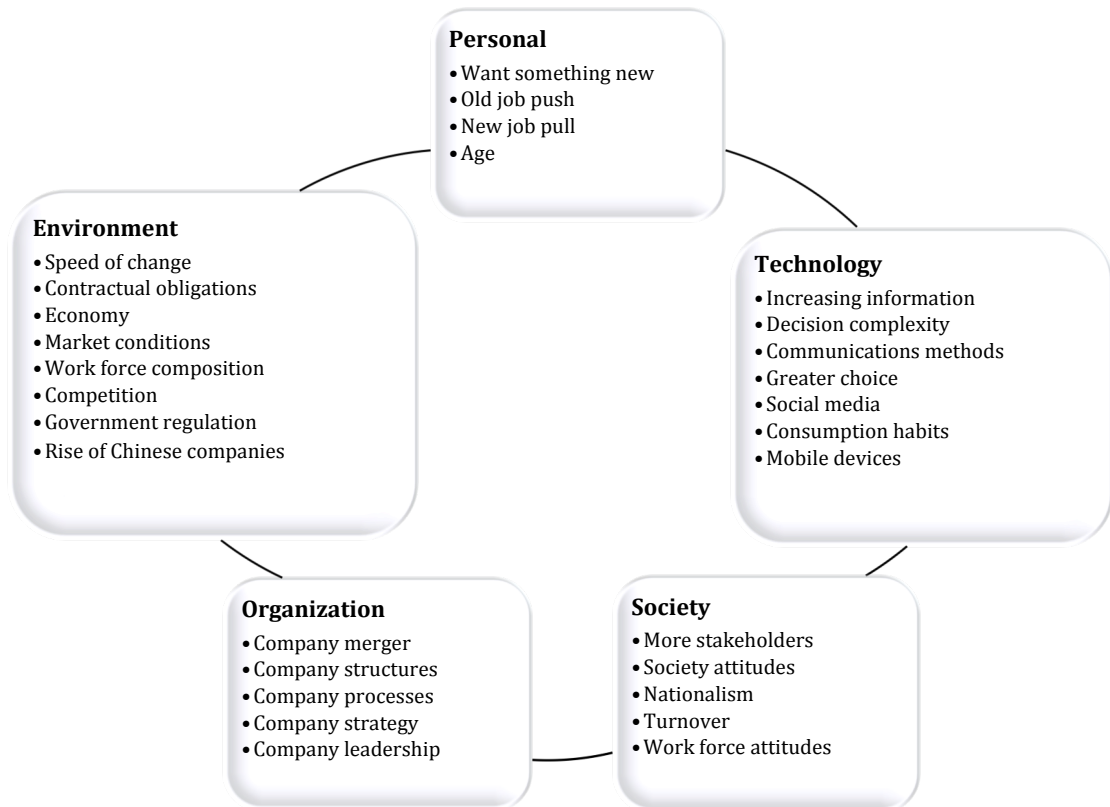 Personal
• Want something new
• Old job push
• New job pull
• Age
Environment
• Speed of change
• Contractual obligations
• Economy
• Market conditions
• Work force composition
• Competition
• Government regulation
• Rise of Chinese companies
Technology
• Increasing information
• Decision complexity
• Communications methods
• Greater choice
• Social media
• Consumption habits
• Mobile devices
Organization
• Company merger
• Company structures
• Company processes
• Company strategy
• Company leadership
Society
• More stakeholders
• Society attitudes
• Nationalism
• Turnover
• Work force attitudes